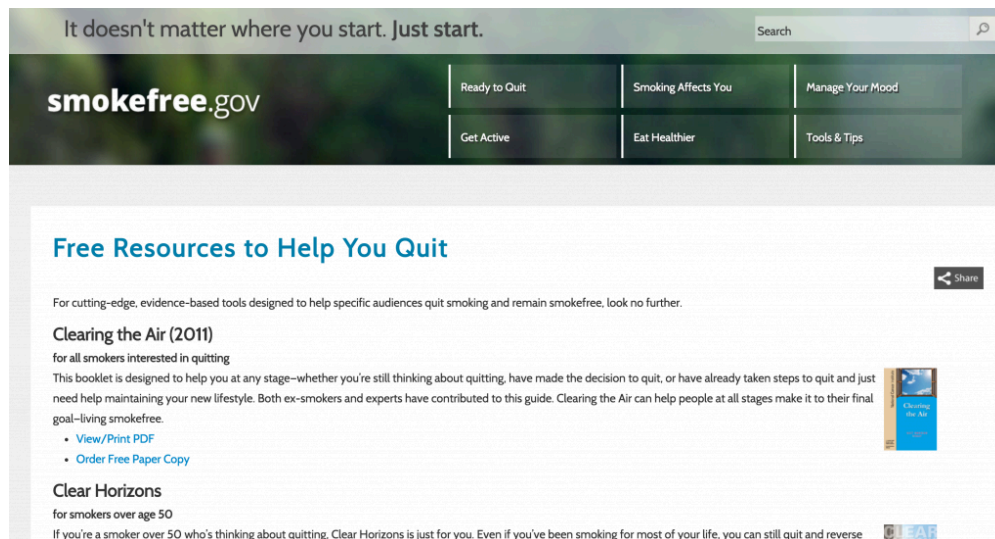 It doesn't matter where you start. Just start.
Search
smokefree.gov
Ready to Quit
Smoking Affects You
Manage Your Mood
Get Active
Eat Healthier
Tools & Tips
Free Resources to Help You Quit
Share
For cutting-edge, evidence-based tools designed to help specific audiences quit smoking and remain smokefree, look no further.
Clearing the Air (2011)
for all smokers interested in quitting
This booklet is designed to help you at any stage—whether you're still thinking about quitting, have made the decision to quit, or have already taken steps to quit and just
need help maintaining your new lifestyle. Both ex-smokers and experts have contributed to this guide. Clearing the Air can help people at all stages make it to their final
goal—living smokefree.
Clearing
the Air
• View/Print PDF
• Order Free Paper Copy
Clear Horizons
for smokers over age 50
If you're a smoker over 50 who's thinking about quitting, Clear Horizons is just for you. Even if you've been smoking for most of your life, you can still quit and reverse
CLEAR